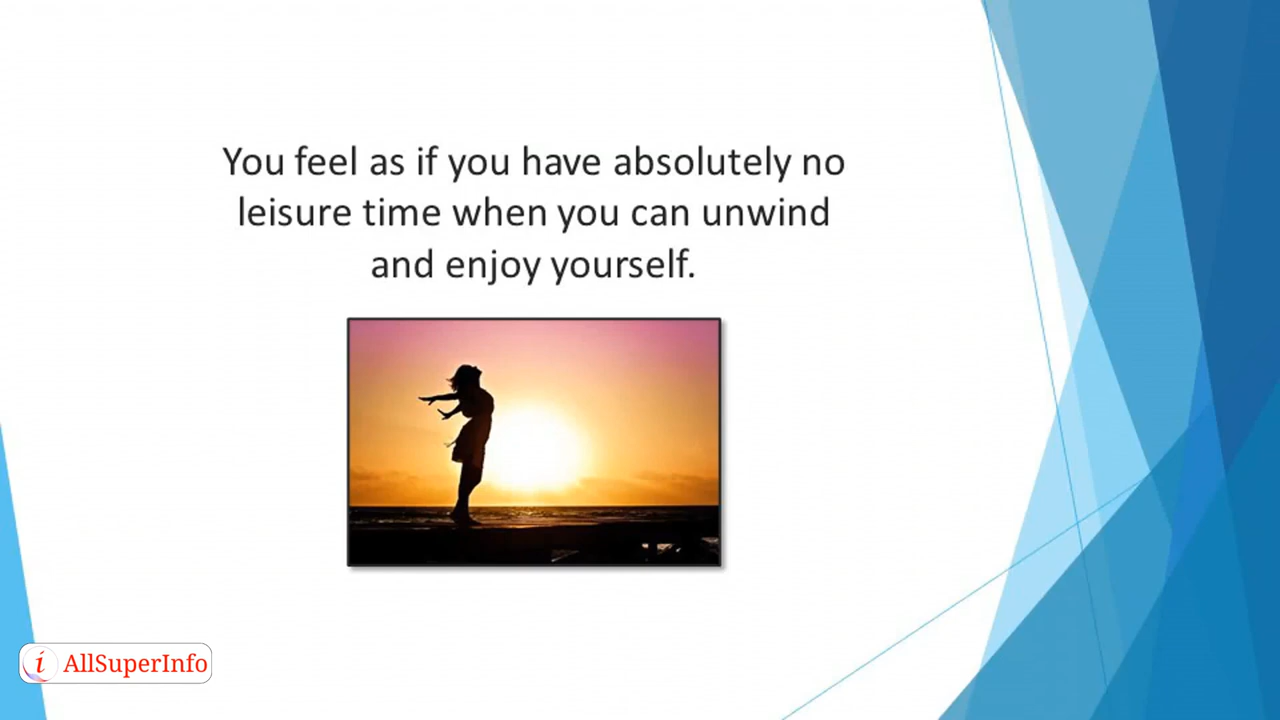 You feel as if you have absolutely no
leisure time when you can unwind
and enjoy yourself.
i AllSuperInfo